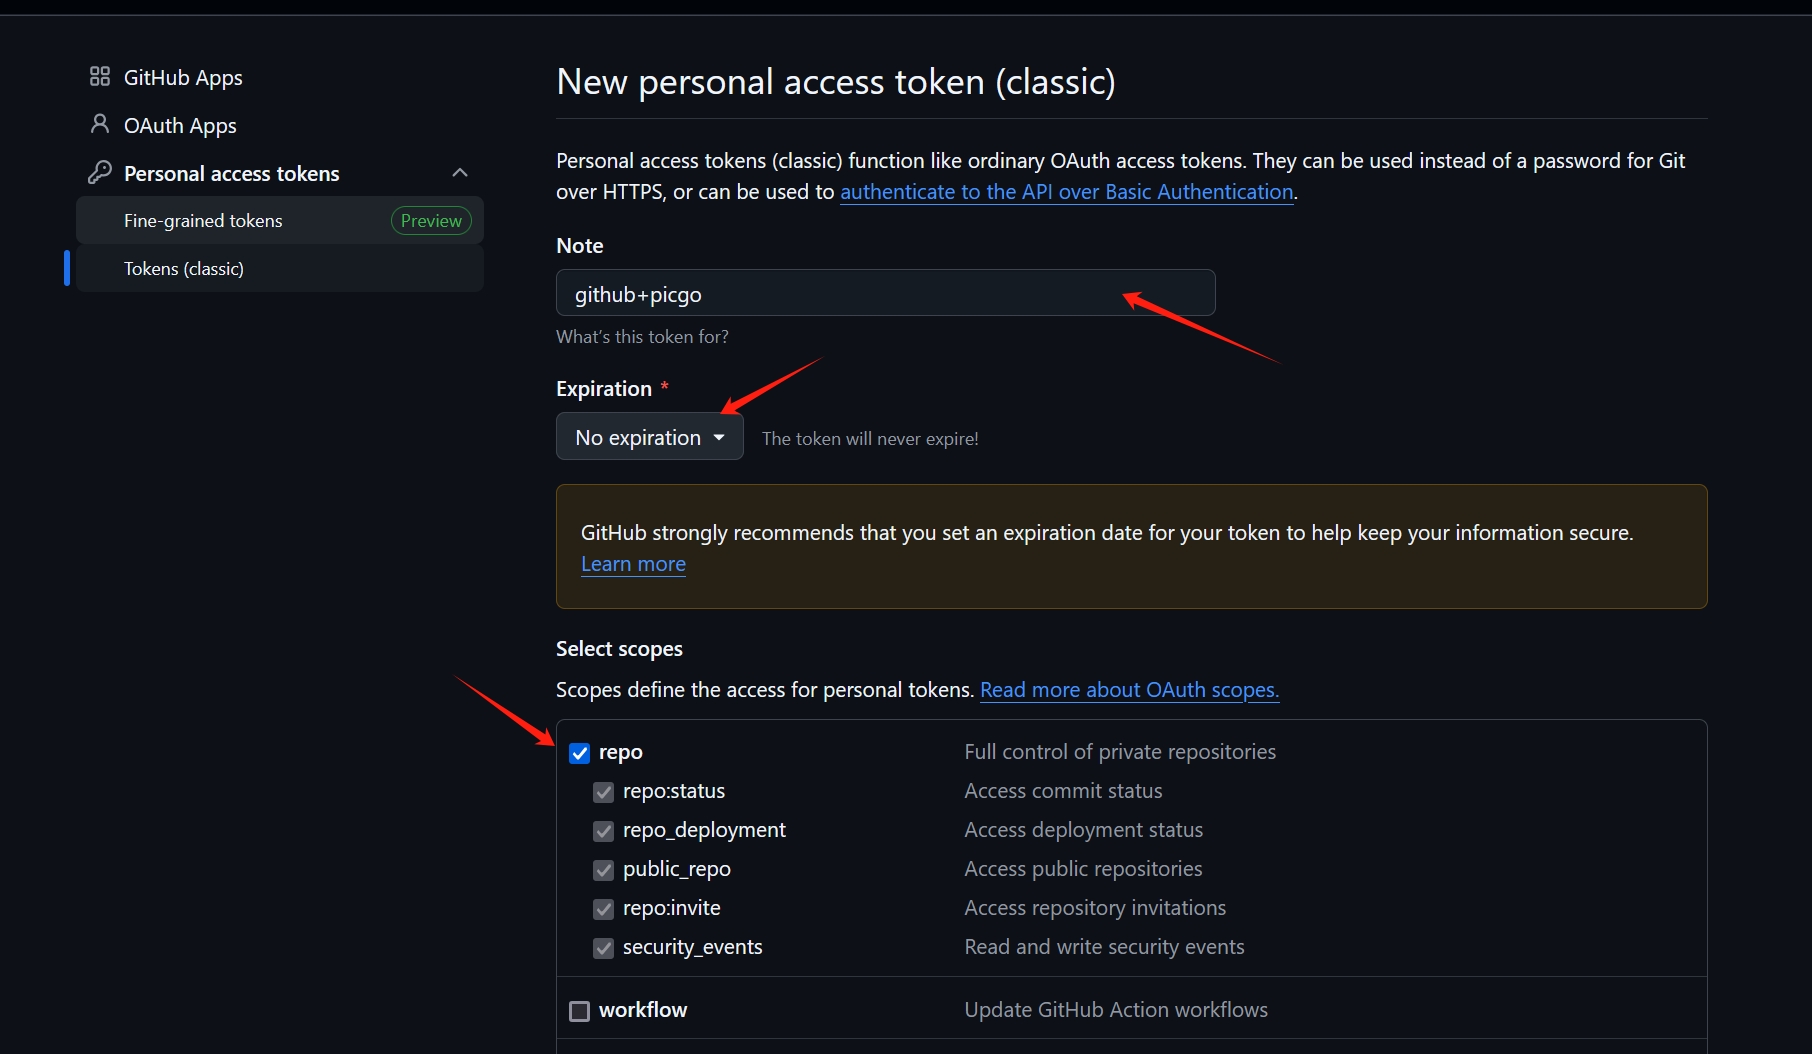 GitHub Apps
OAuth Apps
Personal access tokens
Fine-grained tokens
Preview
Tokens (classic)
New personal access token (classic)
Personal access tokens (classic) function like ordinary OAuth access tokens. They can be used instead of a password for Git
over HTTPS, or can be used to authenticate to the API over Basic Authentication.
Note
github+picgo
What's this token for?
Expiration *
No expiration
The token will never expire!
GitHub strongly recommends that you set an expiration date for your token to help keep your information secure.
Learn more
Select scopes
Scopes define the access for personal tokens. Read more about OAuth scopes.
repo Full control of private repositories
repo:status Access commit status
repo_deployment Access deployment status
public_repo Access public repositories
repo:invite Access repository invitations
security_events Read and write security events
workflow Update GitHub Action workflows